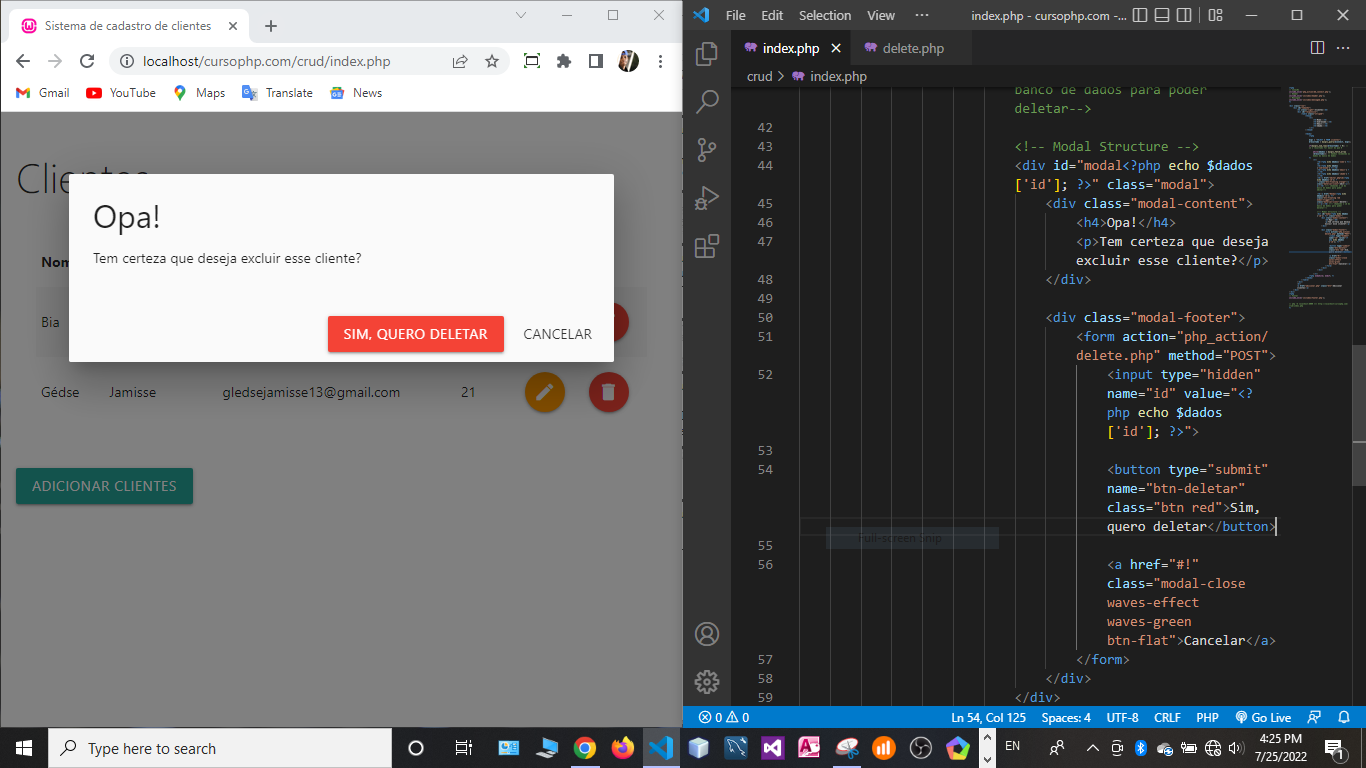 Sistema de cadastro de clientes
localhost/cursophp.com/crud/index.php
Gmail
YouTube
Maps
Translate
News
Clientes
Opa!
Tem certeza que deseja excluir esse cliente?
SIM, QUERO DELETAR
CANCELAR
Bia
Gédse
Jamisse
gledsejamisse13@gmail.com
21
ADICIONAR CLIENTES
File
Edit
Selection
View
index.php - cursophp.com -...
index.php
delete.php
crud > index.php
banco de dados para poder
deletar-->
42
43 <!-- Modal Structure -->
44 <div id="modal<?php echo $dados
['id']; ?>" class="modal">
45 <div class="modal-content">
46 <h4>Opa!</h4>
47 <p>Tem certeza que deseja
excluir esse cliente?</p>
48 </div>
49
50 <div class="modal-footer">
51 <form action="php_action/
delete.php" method="POST">
52 <input type="hidden"
name="id" value="<?
php echo $dados
['id']; ?>">
53
54 <button type="submit"
name="btn-deletar"
class="btn red">Sim,
quero deletar</button>
Full-screen Snip
55
56 <a href="#!"
class="modal-close
waves-effect
waves-green
btn-flat">Cancelar</a>
57 </form>
58 </div>
59 </div>
0 0
Ln 54, Col 125
Spaces: 4
UTF-8
CRLF
PHP
Go Live
Type here to search
EN
4:25 PM
7/25/2022
1